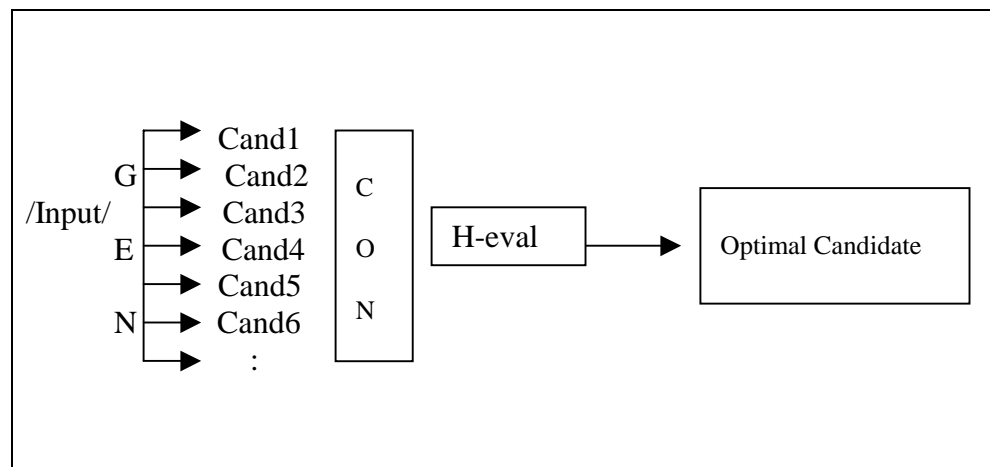 /Input/
G
E
N
Cand1
Cand2
Cand3
Cand4
Cand5
Cand6
:
C
O
N
H-eval
Optimal Candidate